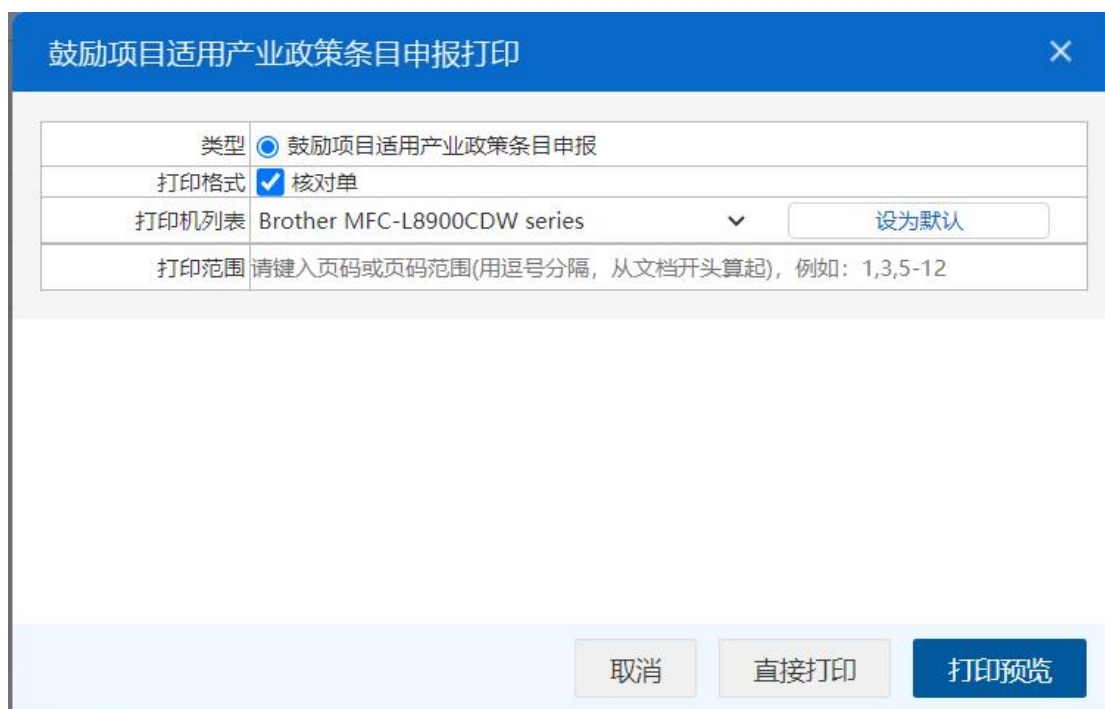 鼓励项目适用产业政策条目申报打印
类型 鼓励项目适用产业政策条目申报
打印格式 核对单
打印机列表 Brother MFC-L8900CDW series 设为默认
打印范围 请键入页码或页码范围(用逗号分隔，从文档开头算起)，例如：1,3,5-12
取消 直接打印 打印预览